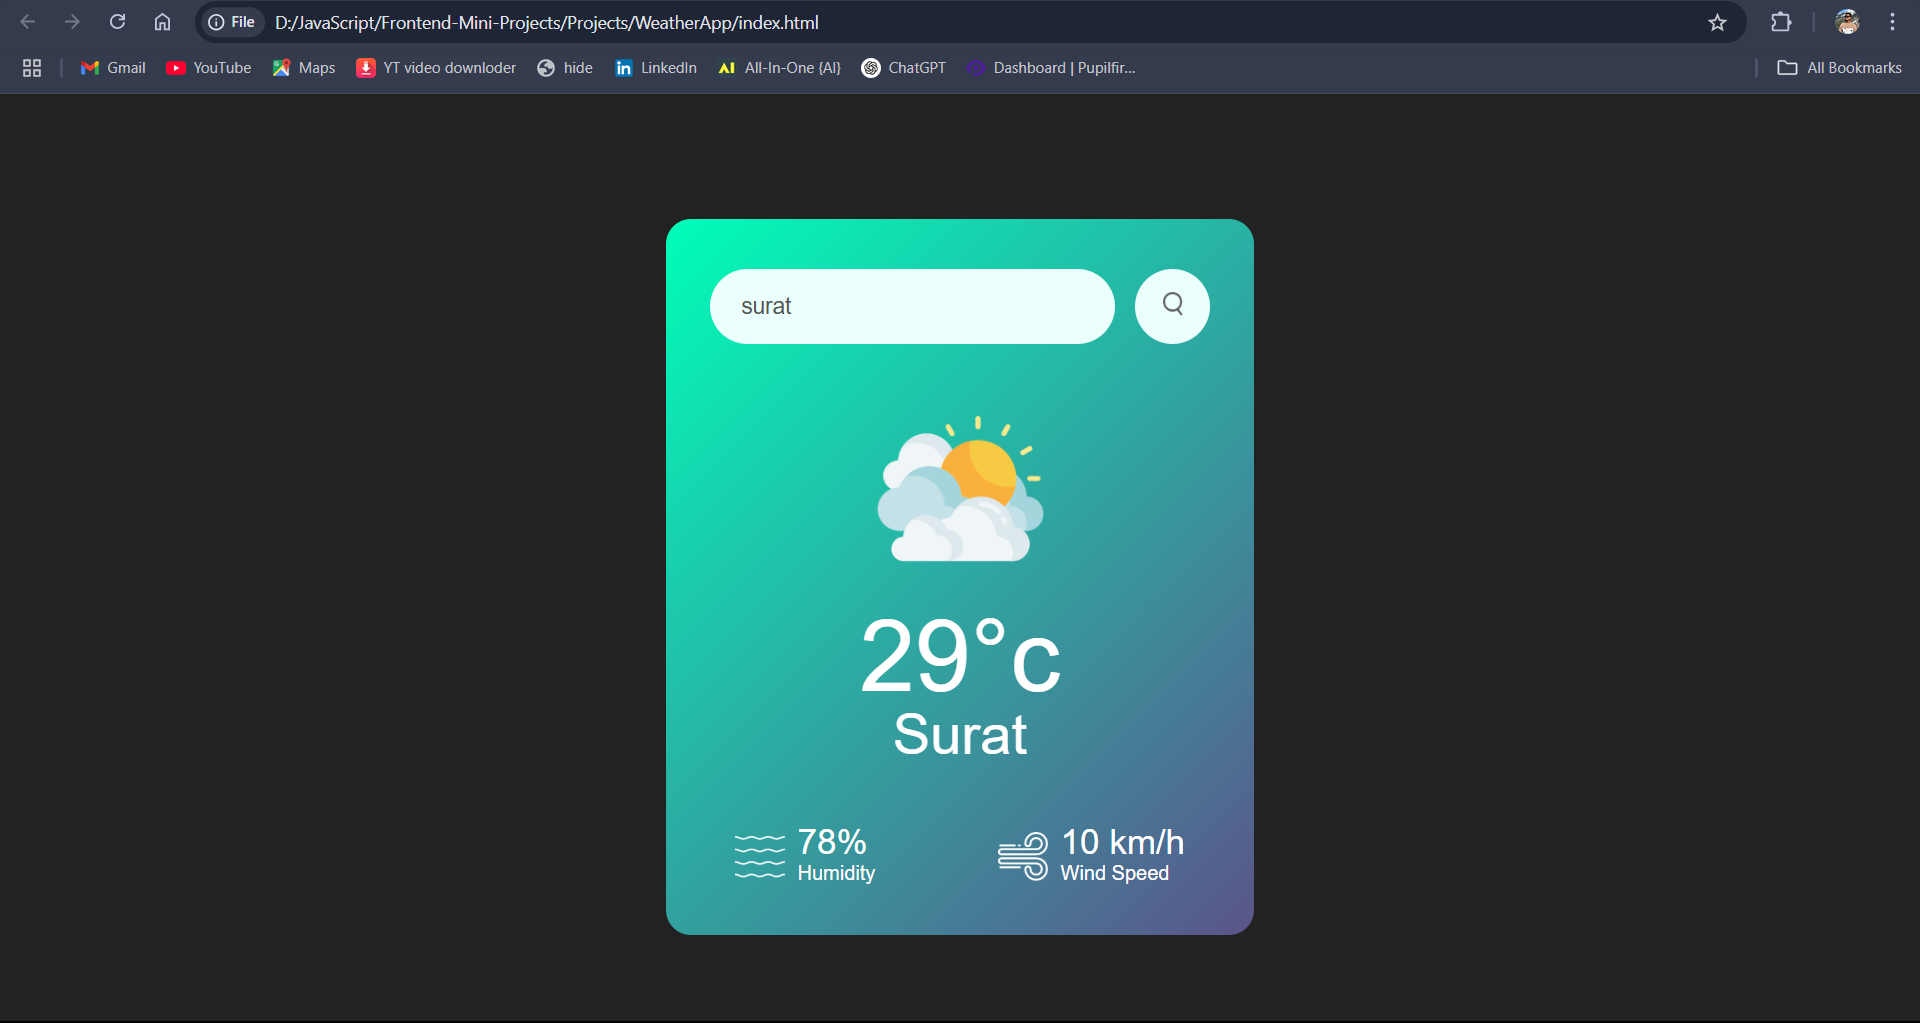 File D:/JavaScript/Frontend-Mini-Projects/Projects/WeatherApp/index.html
Gmail YouTube Maps YT video downloder hide LinkedIn All-In-One {AI} ChatGPT Dashboard | Pupilfir... All Bookmarks
surat
29°c
Surat
78%
Humidity
10 km/h
Wind Speed